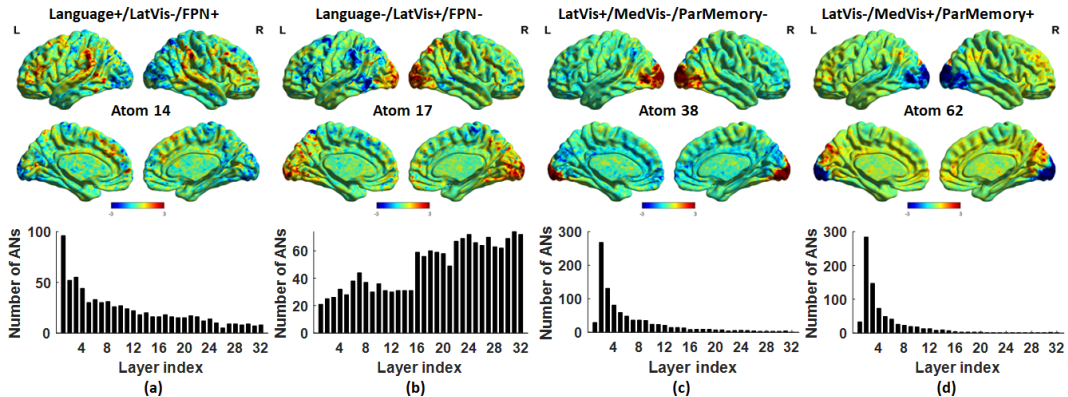 Language+/LatVis-/FPN+
L
R
Atom 14
-3
3
Number of ANs
100
50
0
4 8 12 16 20 24 28 32
Layer index
(a)
Language-/LatVis+/FPN-
L
R
Atom 17
-3
3
Number of ANs
60
40
20
0
4 8 12 16 20 24 28 32
Layer index
(b)
LatVis+/MedVis-/ParMemory-
L
R
Atom 38
-3
3
Number of ANs
300
200
100
0
4 8 12 16 20 24 28 32
Layer index
(c)
LatVis-/MedVis+/ParMemory+
L
R
Atom 62
-3
3
Number of ANs
300
200
100
0
4 8 12 16 20 24 28 32
Layer index
(d)